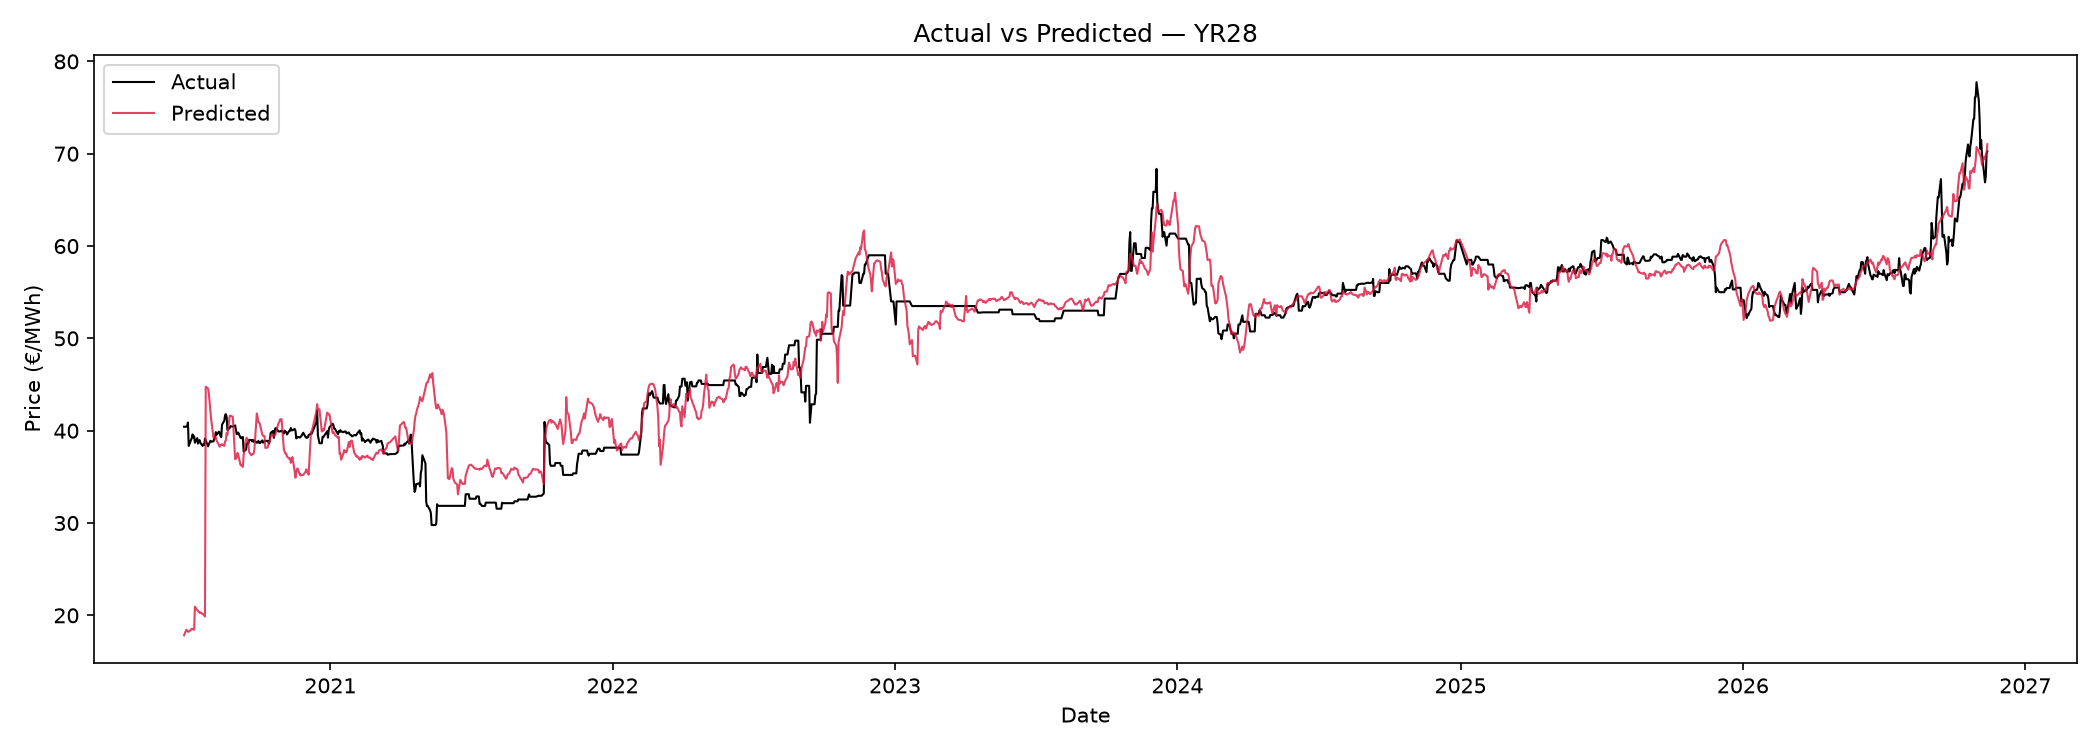 Actual vs Predicted — YR28
Actual
Predicted
Price (€/MWh)
80
70
60
50
40
30
20
2021
2022
2023
2024
2025
2026
2027
Date